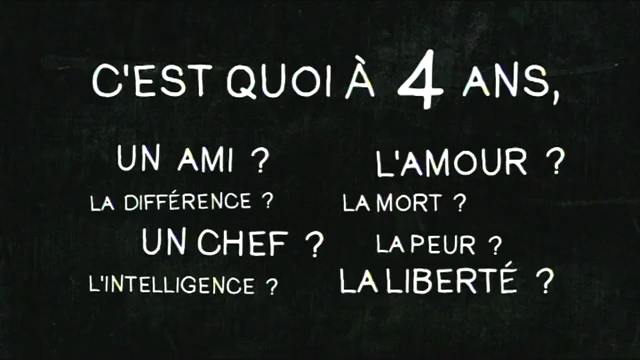 C'EST QUOI À 4 ANS,
UN AMI ?
L'AMOUR ?
LA DIFFÉRENCE ?
LA MORT ?
UN CHEF ?
LA PEUR ?
L'INTELLIGENCE ?
LA LIBERTÉ ?